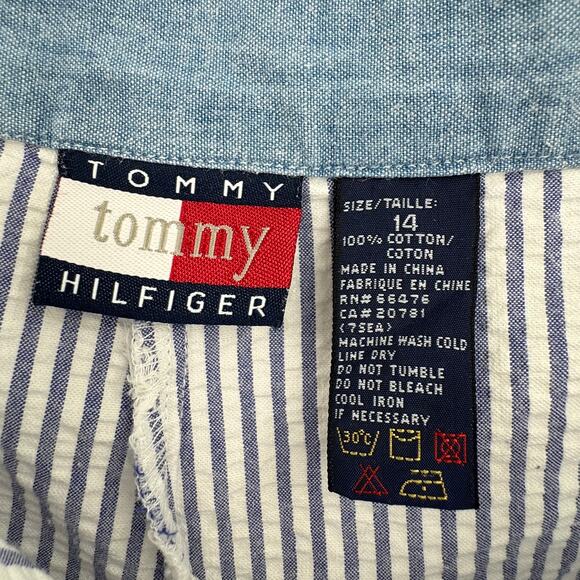 TOMMY
tommy
HILFIGER
SIZE/TAILLE:
14
100% COTTON/
COTON
MADE IN CHINA
FABRIQUE EN CHINE
RN# 66476
CA# 20781
<7SEA>
MACHINE WASH COLD
LINE DRY
DO NOT TUMBLE
DO NOT BLEACH
COOL IRON
IF NECESSARY
30°C